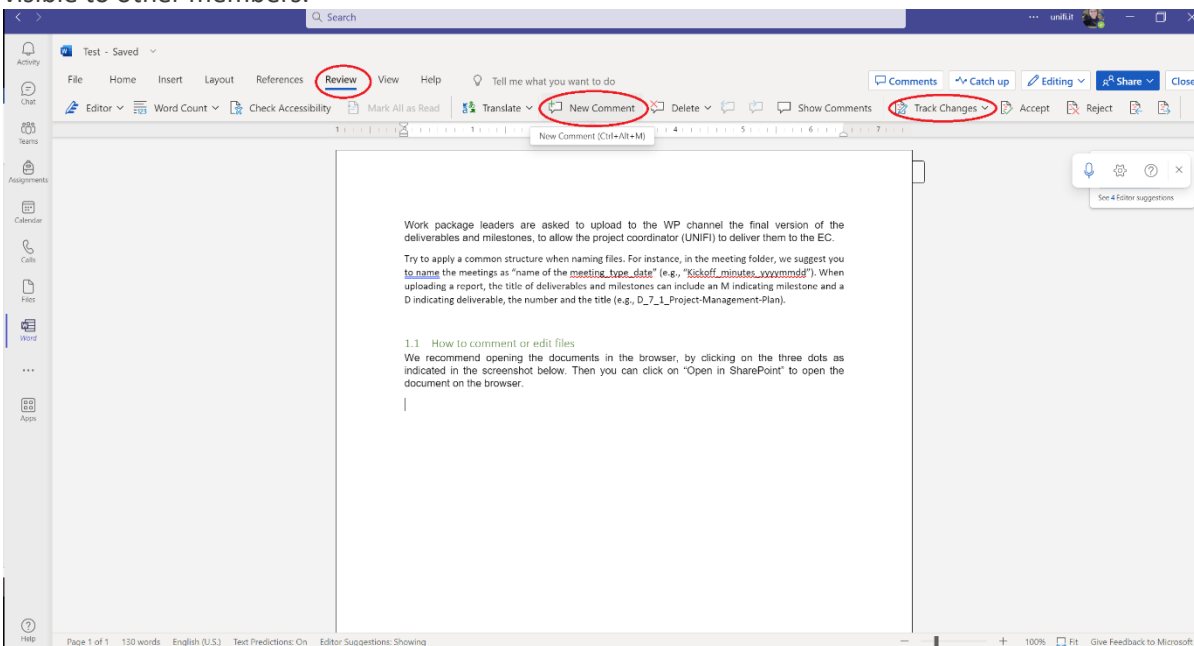 visible to other members.
Search
unifi.it
Activity
Test - Saved
File Home Insert Layout References Review View Help Tell me what you want to do Comments Catch up Editing Share Close
Chat
Editor Word Count Check Accessibility Mark All as Read Translate New Comment Delete Show Comments Track Changes Accept Reject
New Comment (Ctrl+Alt+M)
1 1 4 5 6 7
Teams
Assignments
See 4 Editor suggestions
Calendar
Calls
Files
Word
Apps
Work package leaders are asked to upload to the WP channel the final version of the
deliverables and milestones, to allow the project coordinator (UNIFI) to deliver them to the EC.
Try to apply a common structure when naming files. For instance, in the meeting folder, we suggest you
to name the meetings as “name of the meeting_type_date” (e.g., “Kickoff_minutes_yyyymmdd”). When
uploading a report, the title of deliverables and milestones can include an M indicating milestone and a
D indicating deliverable, the number and the title (e.g., D_7_1_Project-Management-Plan).
1.1 How to comment or edit files
We recommend opening the documents in the browser, by clicking on the three dots as
indicated in the screenshot below. Then you can click on “Open in SharePoint” to open the
document on the browser.
Help
Page 1 of 1 130 words English (U.S.) Text Predictions: On Editor Suggestions: Showing 100% Fit Give Feedback to Microsoft